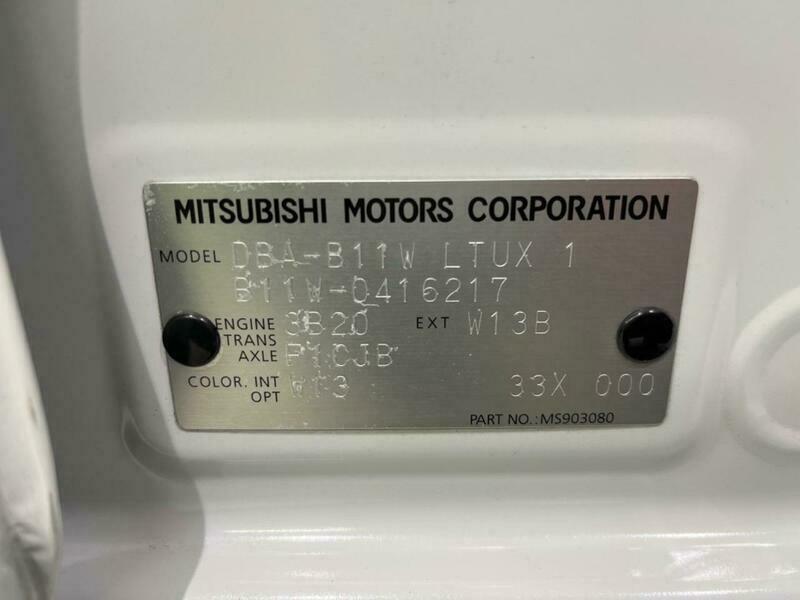 MITSUBISHI MOTORS CORPORATION
MODEL DBA-B11W LTUX 1
B11W-0416217
ENGINE 3B20 EXT W13B
TRANS
AXLE F1CJB
COLOR. INT W13 33X 000
OPT
PART NO.: MS903080